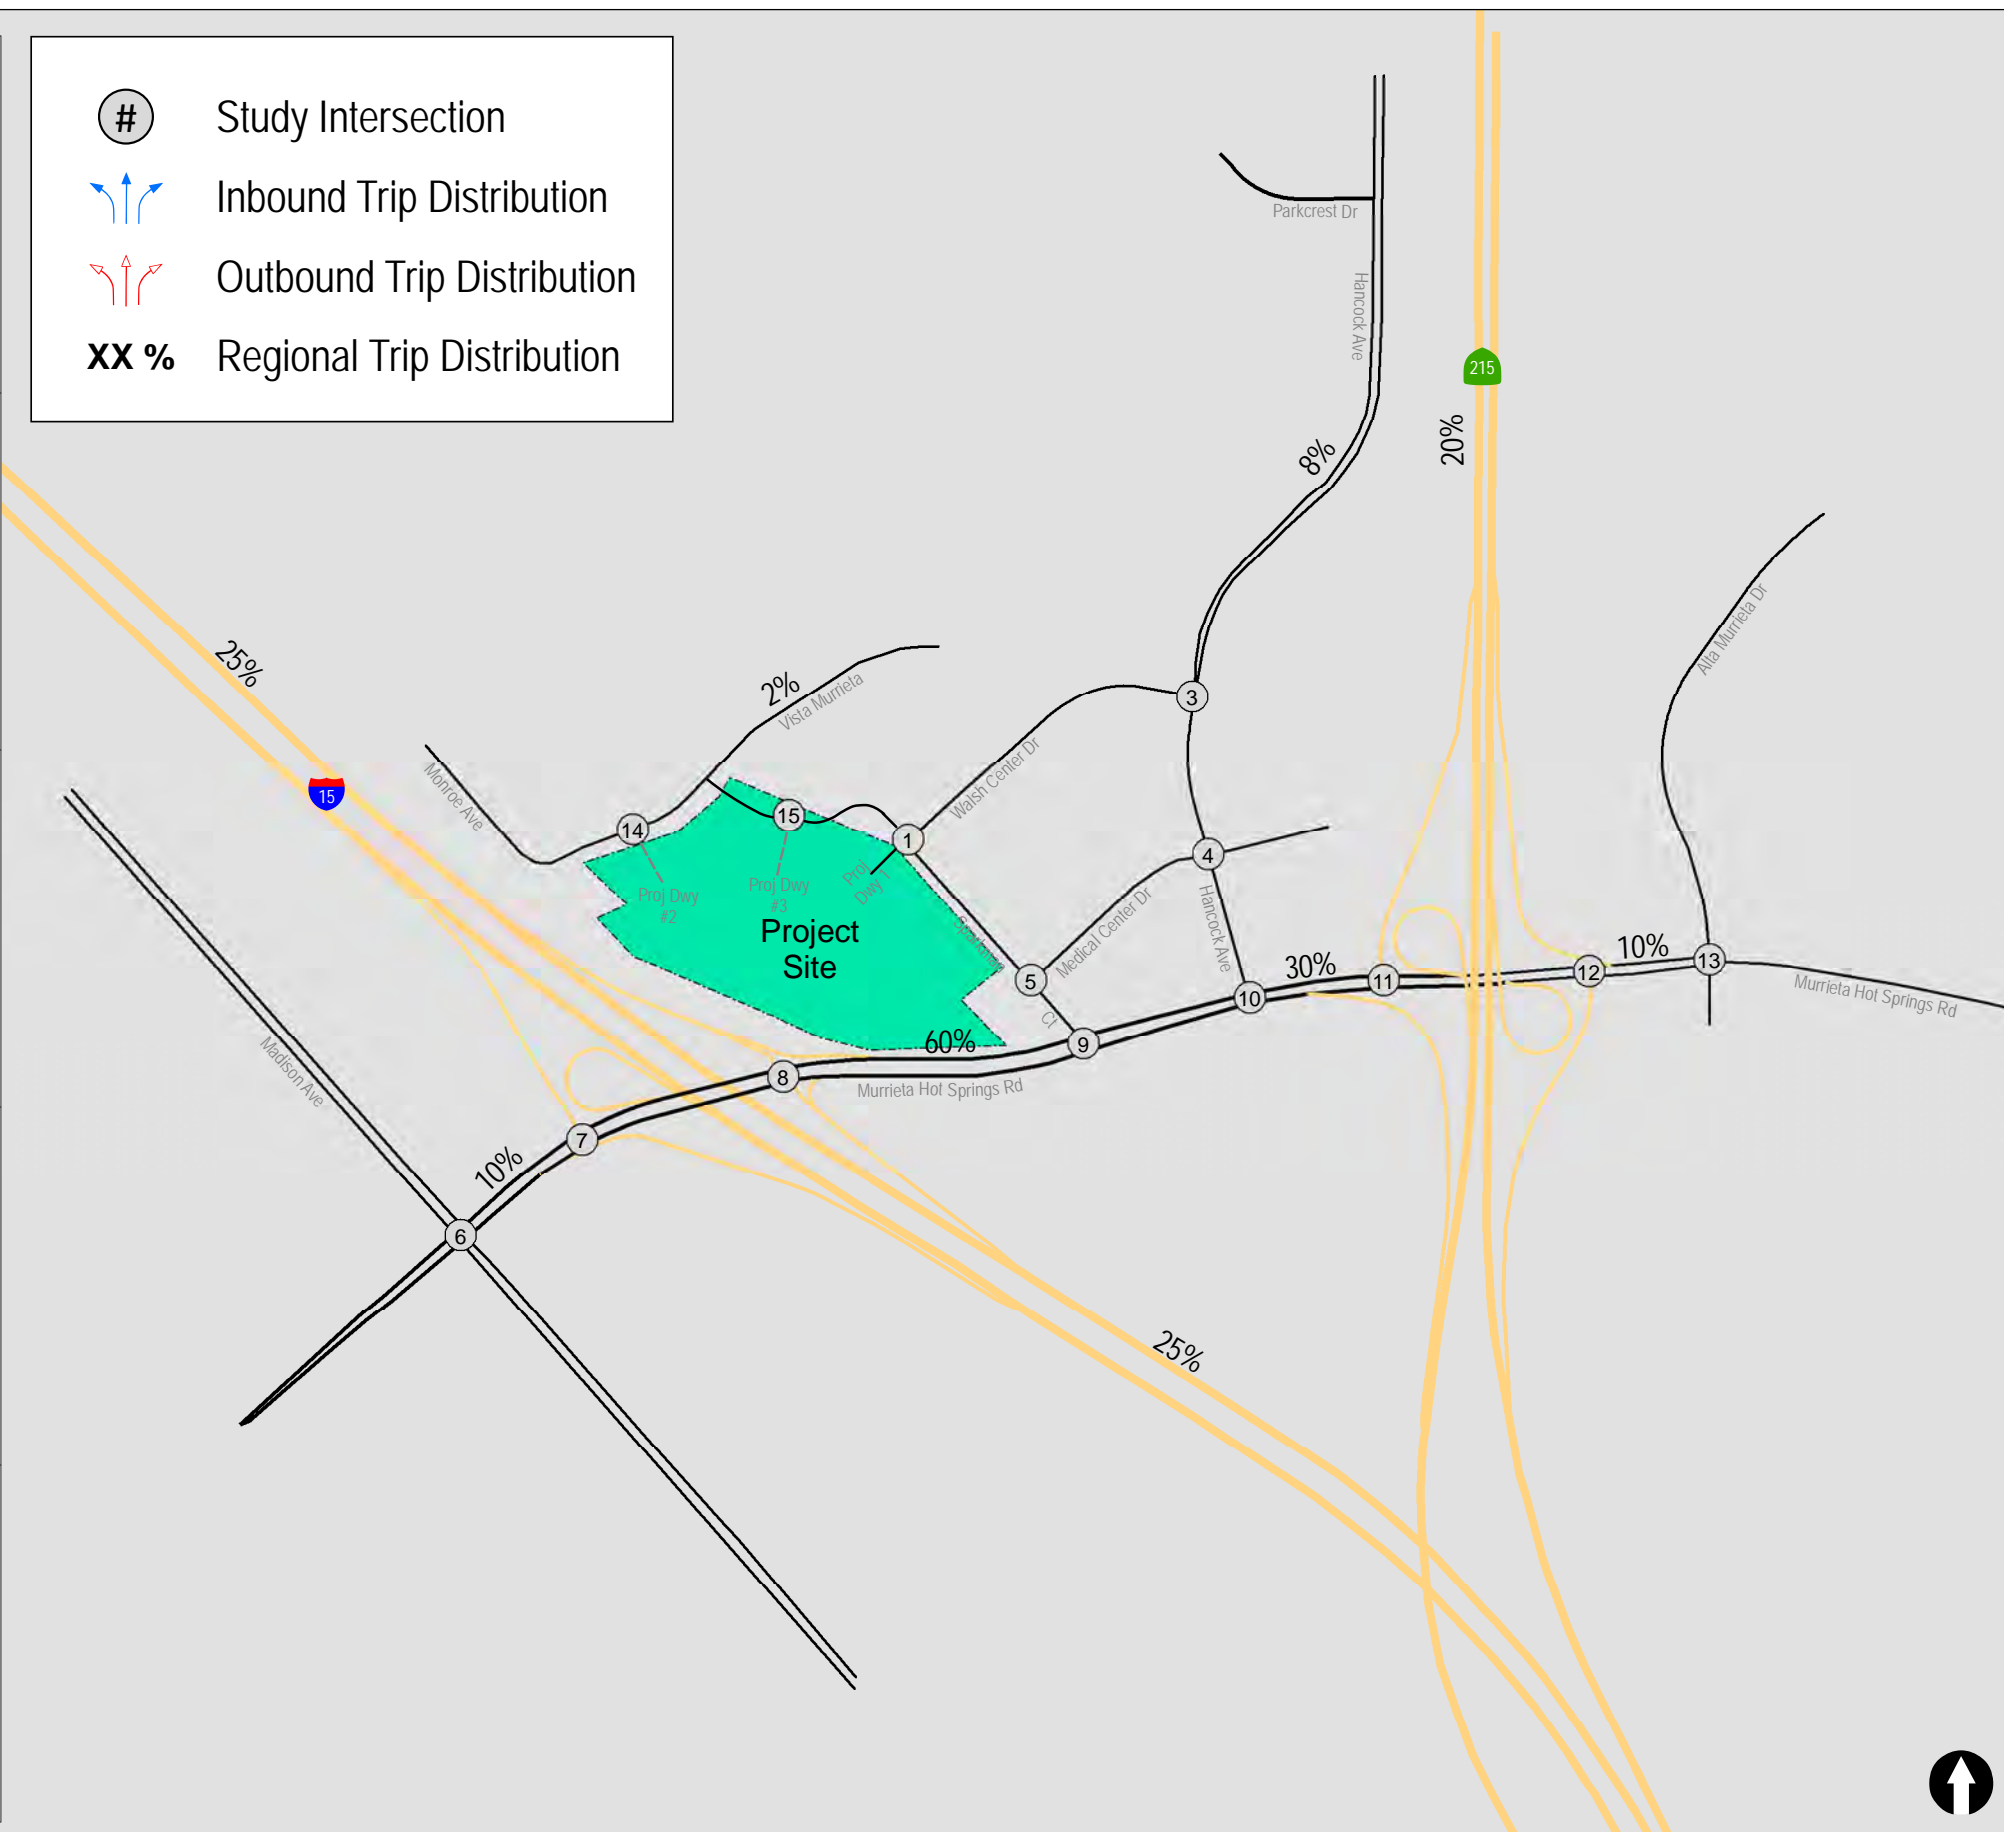 # Study Intersection
Inbound Trip Distribution
Outbound Trip Distribution
XX % Regional Trip Distribution
Parkcrest Dr
Hancock Ave
215
20%
8%
Alta Murrieta Dr
25%
2%
Vista Murrieta
3
Walsh Center Dr
Monroe Ave
15
14
15
1
4
Proj Dwy
#2
Proj Dwy
#3
Proj
Dwy 1
Project
Site
Medical Center Dr
Hancock Ave
5
Ct
30%
10
11
12
10%
13
Murrieta Hot Springs Rd
60%
9
8
Murrieta Hot Springs Rd
Madison Ave
7
10%
6
25%